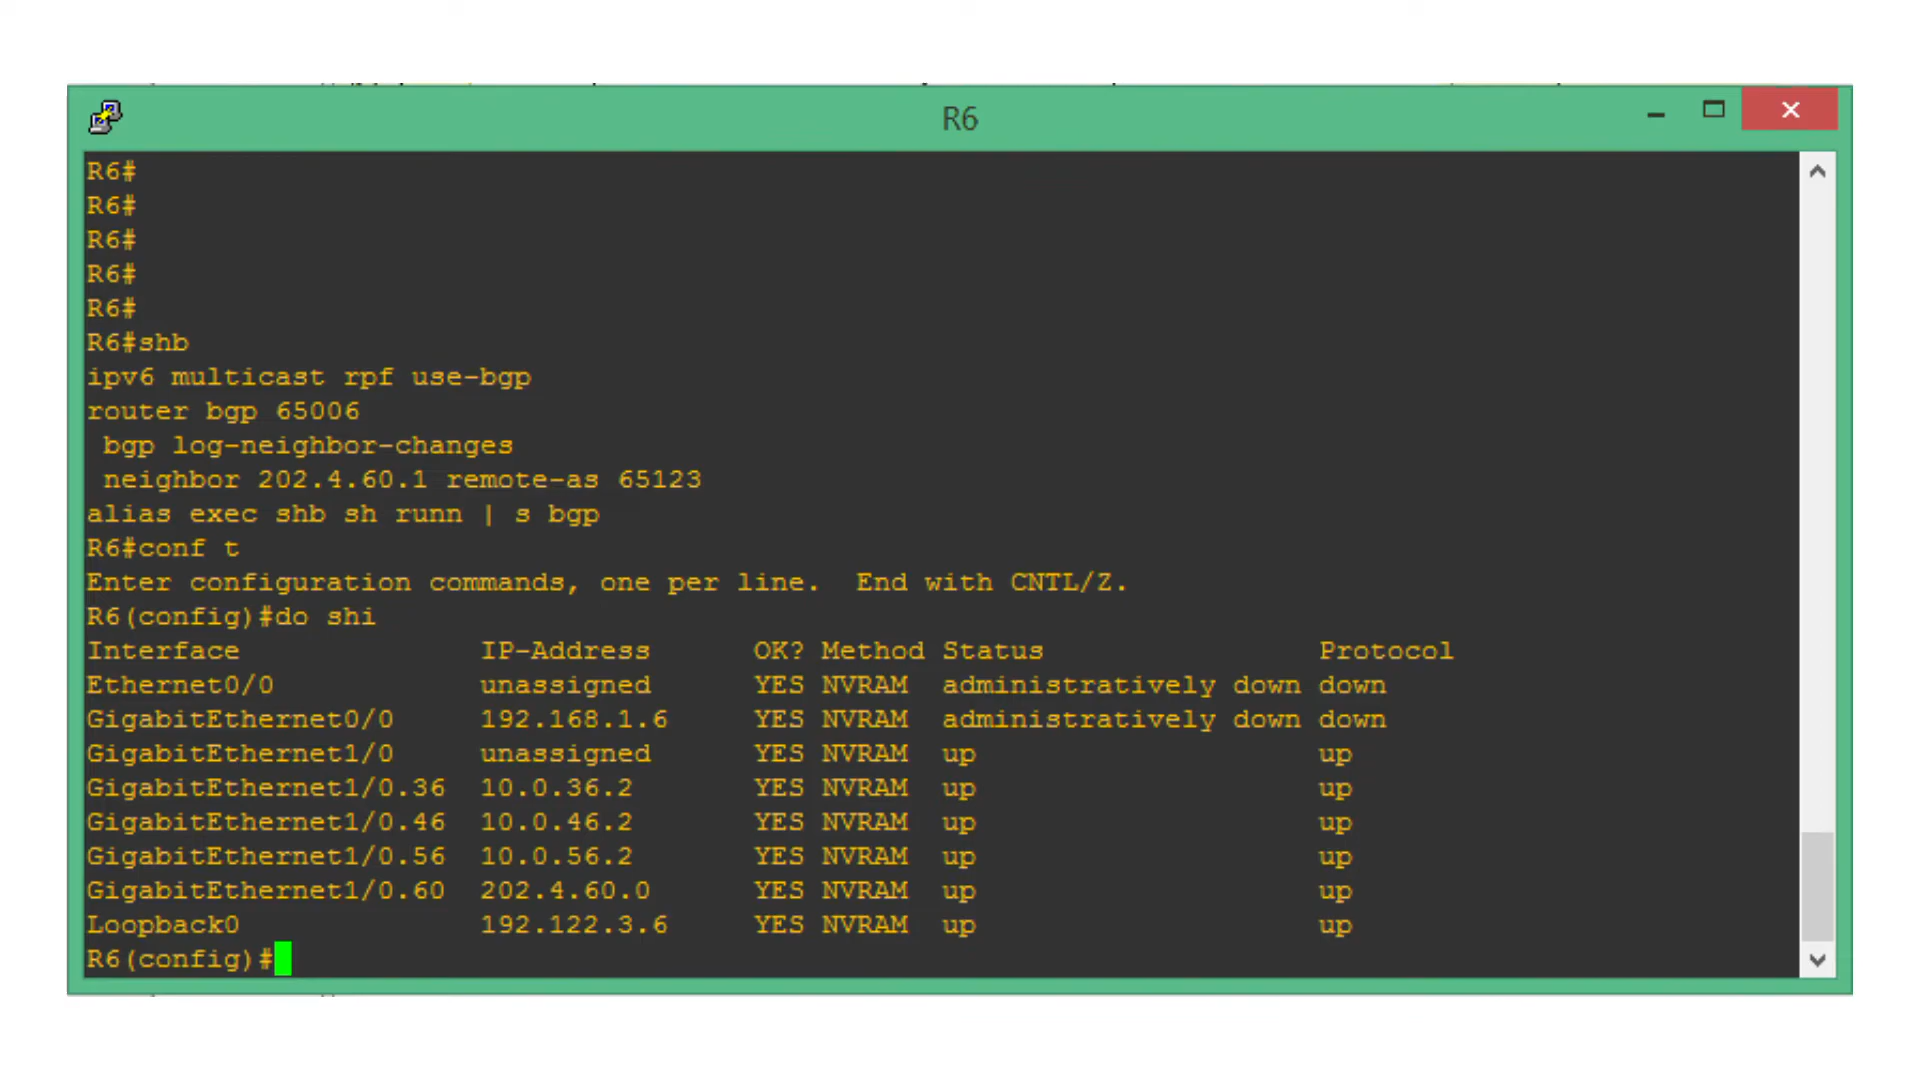 R6
R6#
R6#
R6#
R6#
R6#
R6#shb
ipv6 multicast rpf use-bgp
router bgp 65006
 bgp log-neighbor-changes
 neighbor 202.4.60.1 remote-as 65123
alias exec shb sh runn | s bgp
R6#conf t
Enter configuration commands, one per line.  End with CNTL/Z.
R6(config)#do shi
Interface              IP-Address      OK? Method Status                Protocol
Ethernet0/0            unassigned      YES NVRAM  administratively down down
GigabitEthernet0/0     192.168.1.6     YES NVRAM  administratively down down
GigabitEthernet1/0     unassigned      YES NVRAM  up                    up
GigabitEthernet1/0.36  10.0.36.2       YES NVRAM  up                    up
GigabitEthernet1/0.46  10.0.46.2       YES NVRAM  up                    up
GigabitEthernet1/0.56  10.0.56.2       YES NVRAM  up                    up
GigabitEthernet1/0.60  202.4.60.0      YES NVRAM  up                    up
Loopback0              192.122.3.6     YES NVRAM  up                    up
R6(config)#